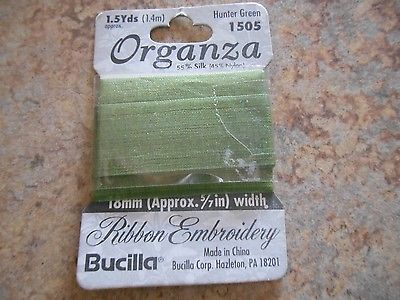 1.5Yds (1.4m) Hunter Green
approx. 1505
Organza
55% Silk (45% Nylon)
18mm (Approx. 5/7 in) width
Ribbon Embroidery
Made in China
Bucilla® Bucilla Corp. Hazleton, PA 18201